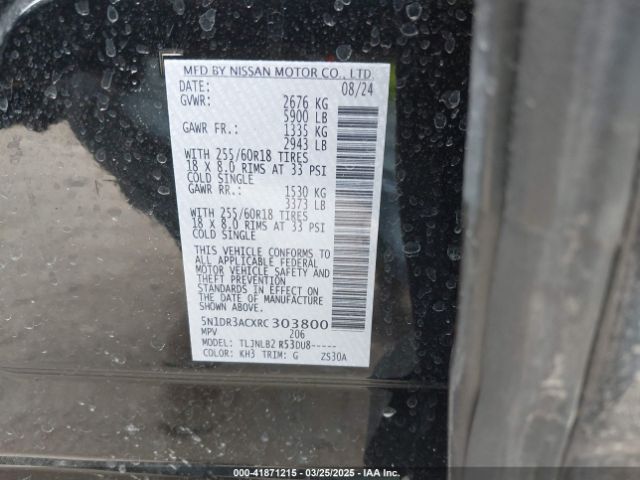 MFD BY NISSAN MOTOR CO., LTD
DATE: 08/24
GVWR: 2676 KG
5900 LB
GAWR FR.: 1335 KG
2943 LB
WITH 255/60R18 TIRES
18 X 8.0 RIMS AT 33 PSI
COLD SINGLE
GAWR RR.: 1530 KG
3373 LB
WITH 255/60R18 TIRES
18 X 8.0 RIMS AT 33 PSI
COLD SINGLE
THIS VEHICLE CONFORMS TO
ALL APPLICABLE FEDERAL
MOTOR VEHICLE SAFETY AND
THEFT PREVENTION
STANDARDS IN EFFECT ON
THE DATE OF MANUFACTURE
SHOWN ABOVE.
5N1DR3ACXRC303800
MPV 206
MODEL: TLJNLB2 R53DU8-----
COLOR: KH3 TRIM: G ZS30A
000-41871215 | 03/25/2025 | IAA Inc.